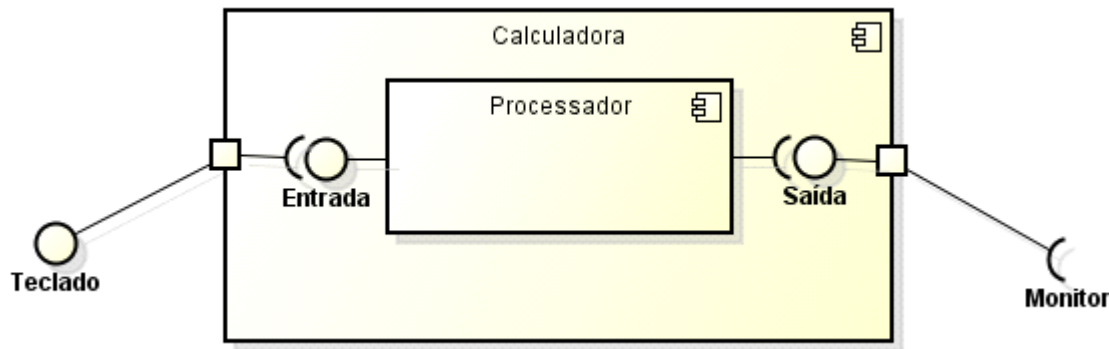 Calculadora
Processador
Entrada
Saída
Teclado
Monitor